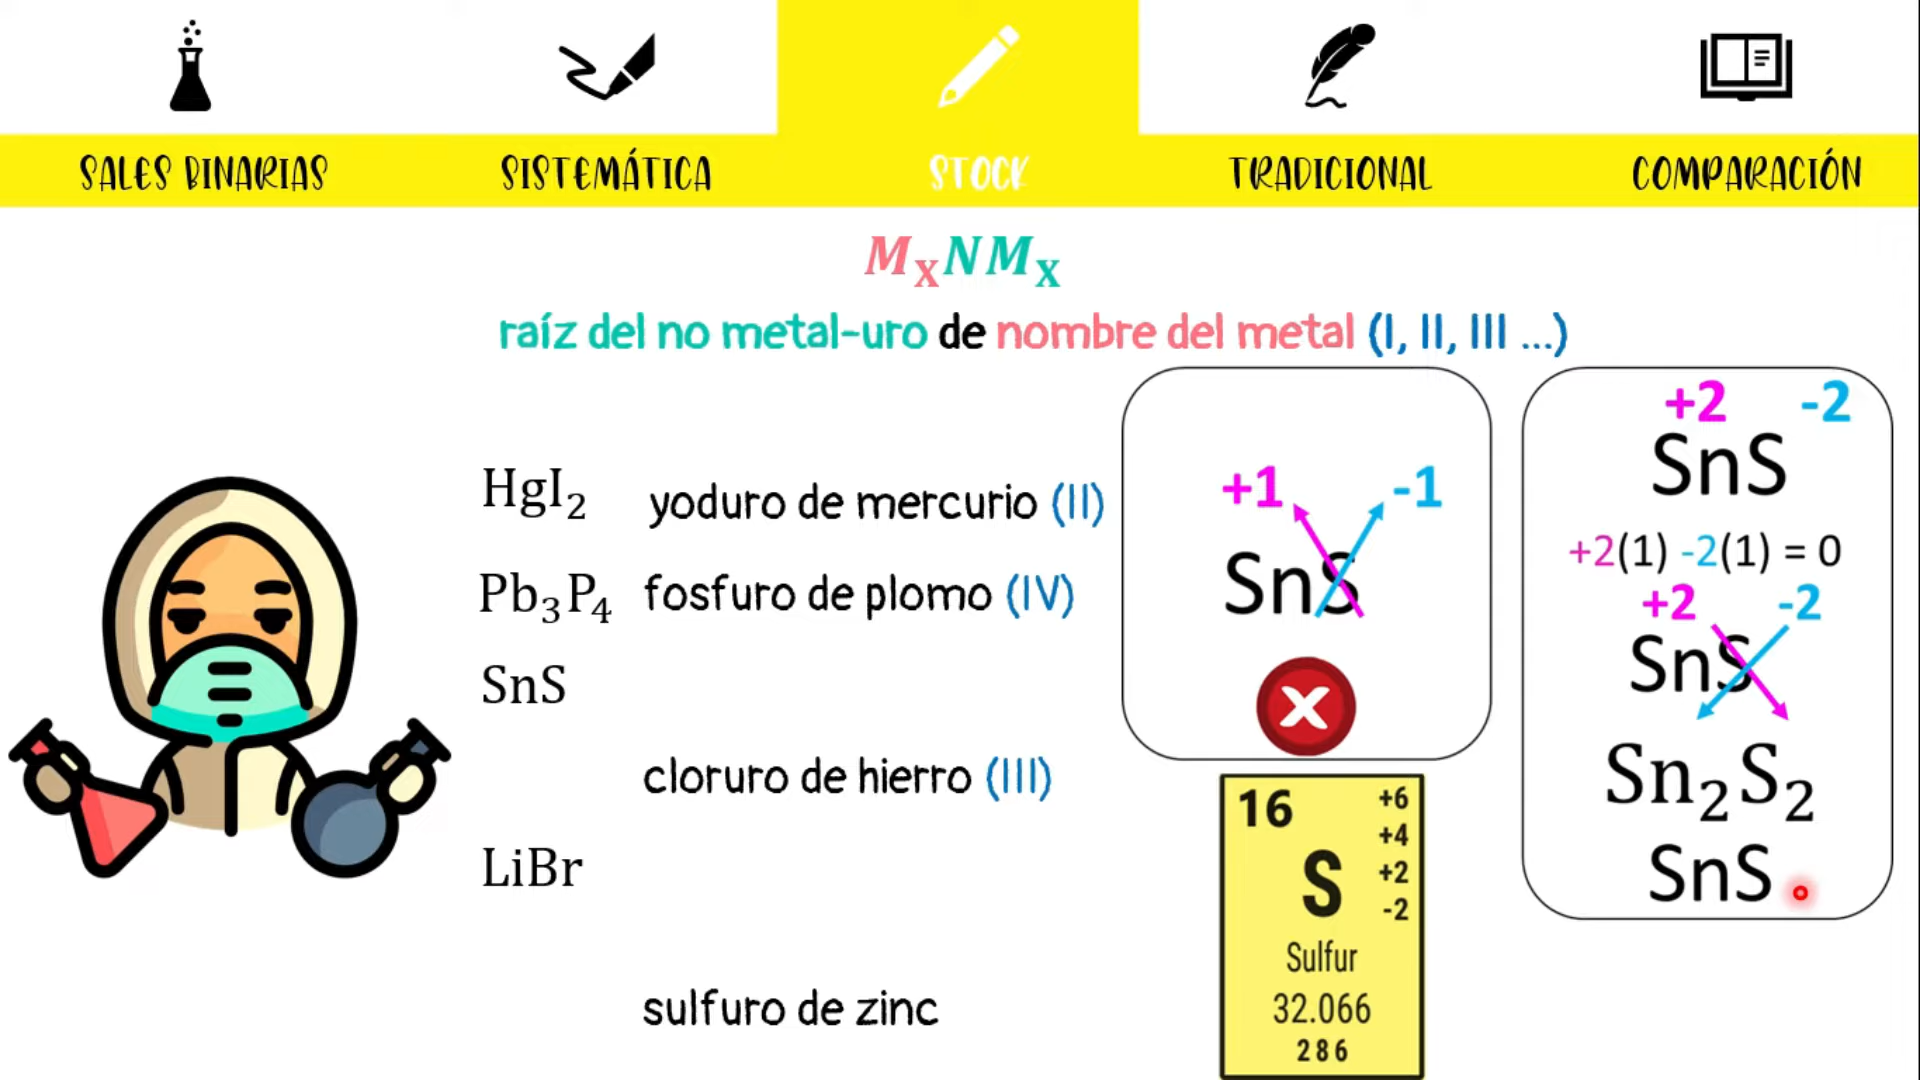 SALES BINARIAS
SISTEMÁTICA
STOCK
TRADICIONAL
COMPARACIÓN
MₓNMₓ
raíz del no metal-uro de nombre del metal (I, II, III ...)
HgI₂ yoduro de mercurio (II)
Pb₃P₄ fosfuro de plomo (IV)
SnS
cloruro de hierro (III)
LiBr
sulfuro de zinc
+1 -1
SnS
16
+6
+4
+2
-2
S
Sulfur
32.066
286
+2 -2
SnS
+2(1) -2(1) = 0
+2 -2
SnS
Sn₂S₂
SnS